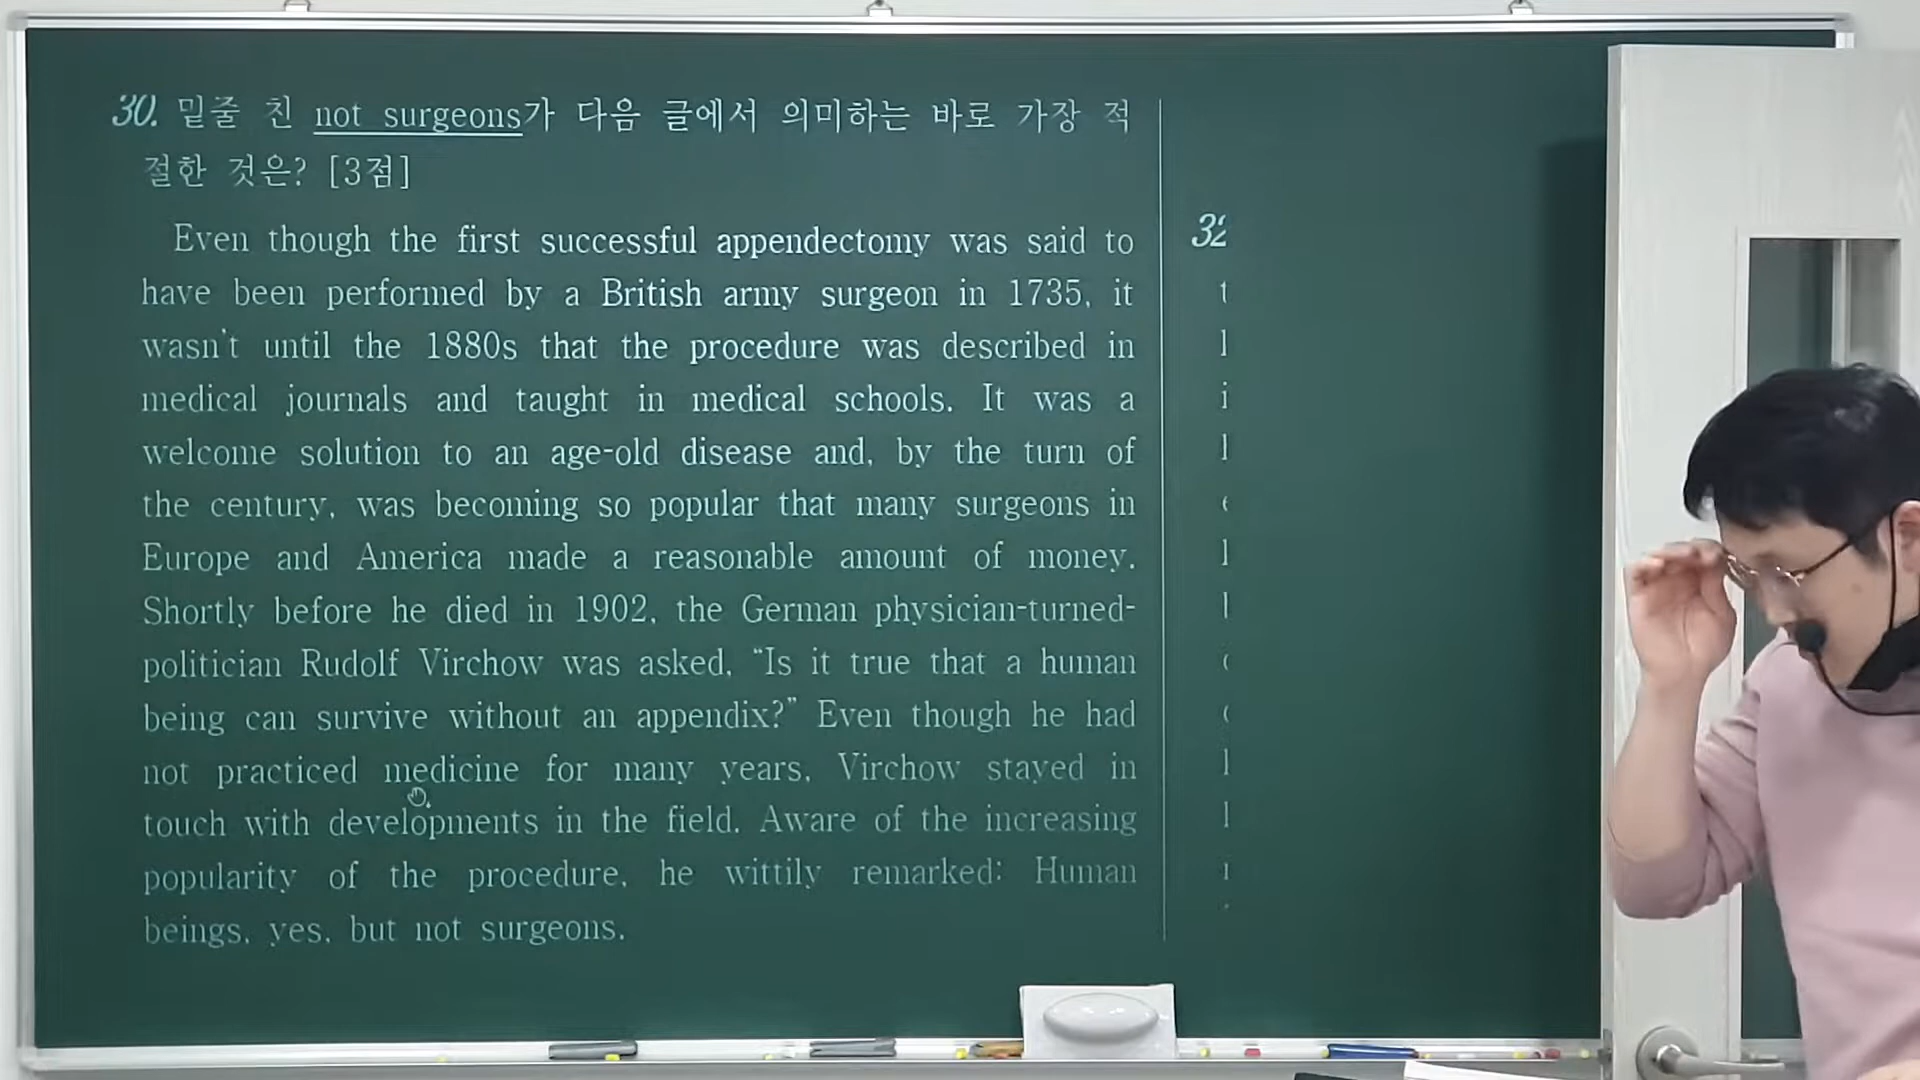 30. 밑줄 친 not surgeons가 다음 글에서 의미하는 바로 가장 적
절한 것은? [3점]
Even though the first successful appendectomy was said to
have been performed by a British army surgeon in 1735, it
wasn't until the 1880s that the procedure was described in
medical journals and taught in medical schools. It was a
welcome solution to an age-old disease and, by the turn of
the century, was becoming so popular that many surgeons in
Europe and America made a reasonable amount of money.
Shortly before he died in 1902, the German physician-turned-
politician Rudolf Virchow was asked, “Is it true that a human
being can survive without an appendix?” Even though he had
not practiced medicine for many years, Virchow stayed in
touch with developments in the field. Aware of the increasing
popularity of the procedure, he wittily remarked: Human
beings, yes, but not surgeons.
32